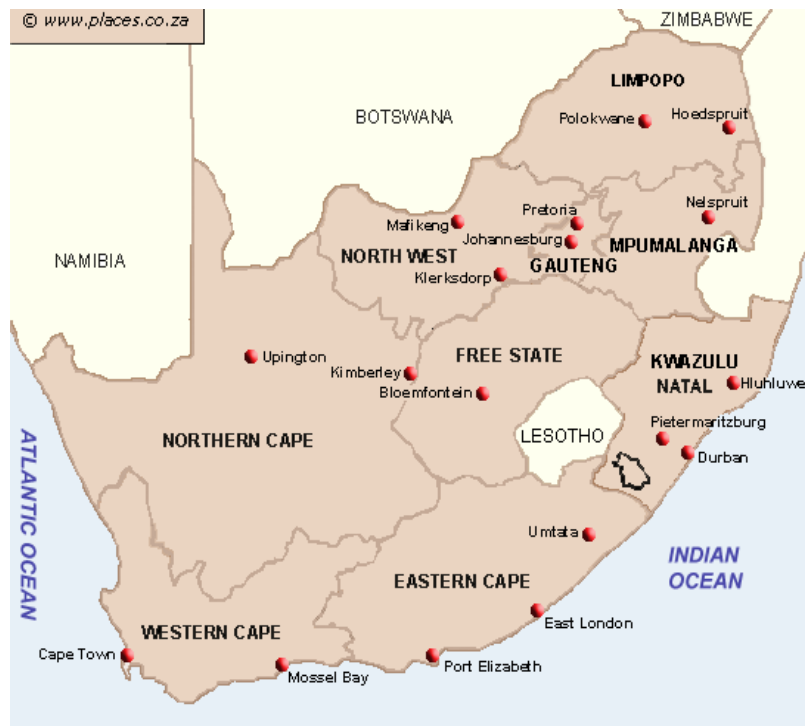 © www.places.co.za
ZIMBABWE
LIMPOPO
Polokwane
Hoedspruit
BOTSWANA
Nelspruit
Pretoria
Mafikeng
Johannesburg
MPUMALANGA
NORTH WEST
NAMIBIA
GAUTENG
Klerksdorp
FREE STATE
KWAZULU
NATAL
Upington
Kimberley
Hluhluwe
Bloemfontein
Pietermaritzburg
LESOTHO
NORTHERN CAPE
Durban
ATLANTIC OCEAN
Umtata
INDIAN
OCEAN
EASTERN CAPE
East London
WESTERN CAPE
Cape Town
Port Elizabeth
Mossel Bay